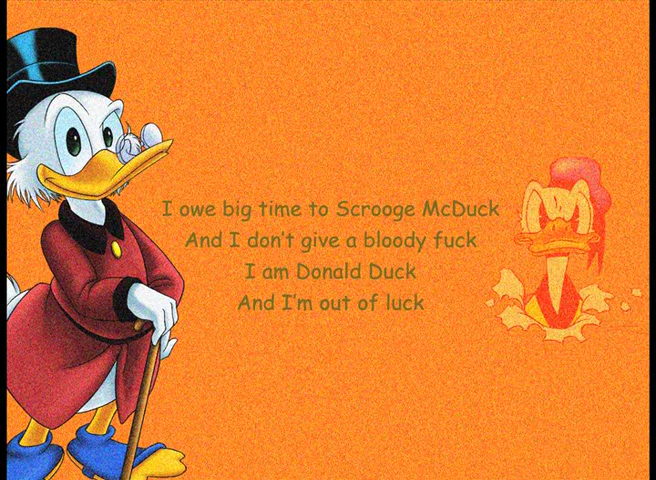 I owe big time to Scrooge McDuck
And I don't give a bloody fuck
I am Donald Duck
And I'm out of luck